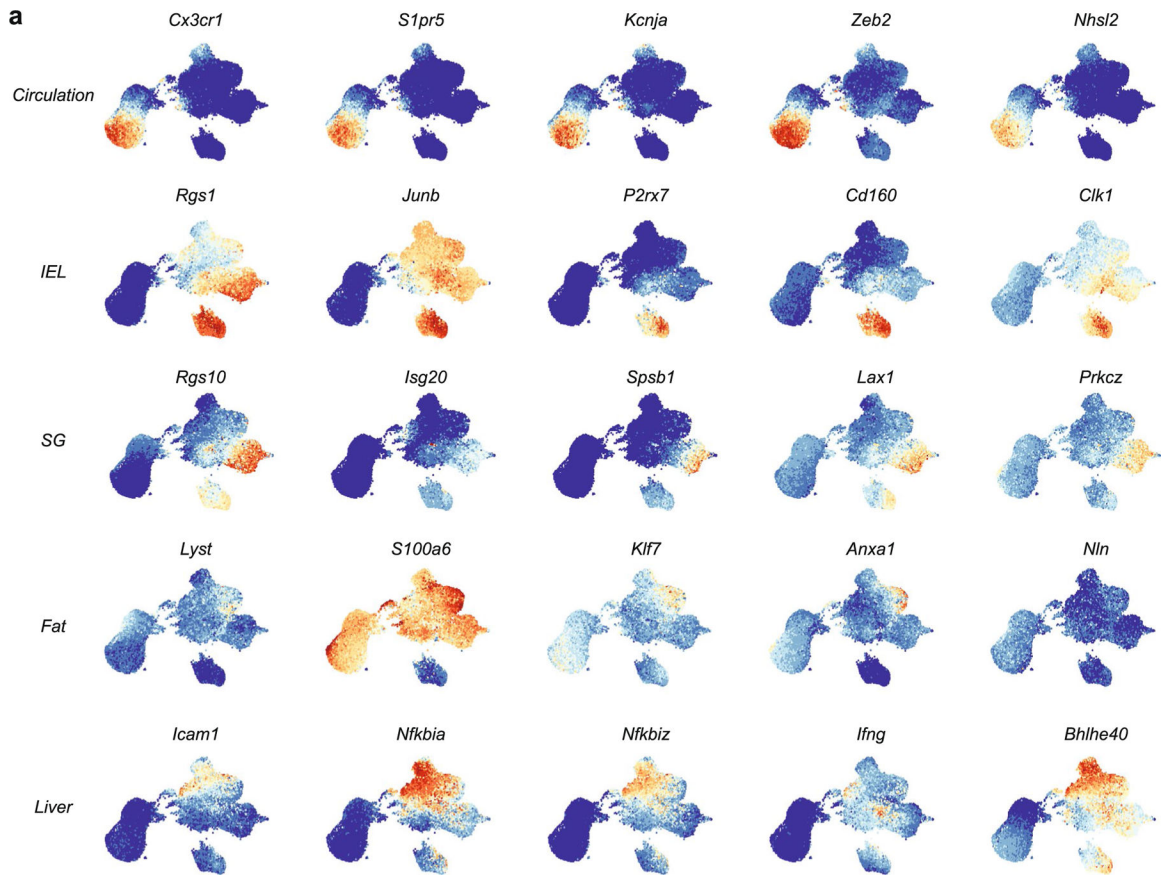 a
Cx3cr1 S1pr5 Kcnja Zeb2 Nhsl2
Circulation
Rgs1 Junb P2rx7 Cd160 Clk1
IEL
Rgs10 Isg20 Spsb1 Lax1 Prkcz
SG
Lyst S100a6 Klf7 Anxa1 Nln
Fat
Icam1 Nfkbia Nfkbiz Ifng Bhlhe40
Liver